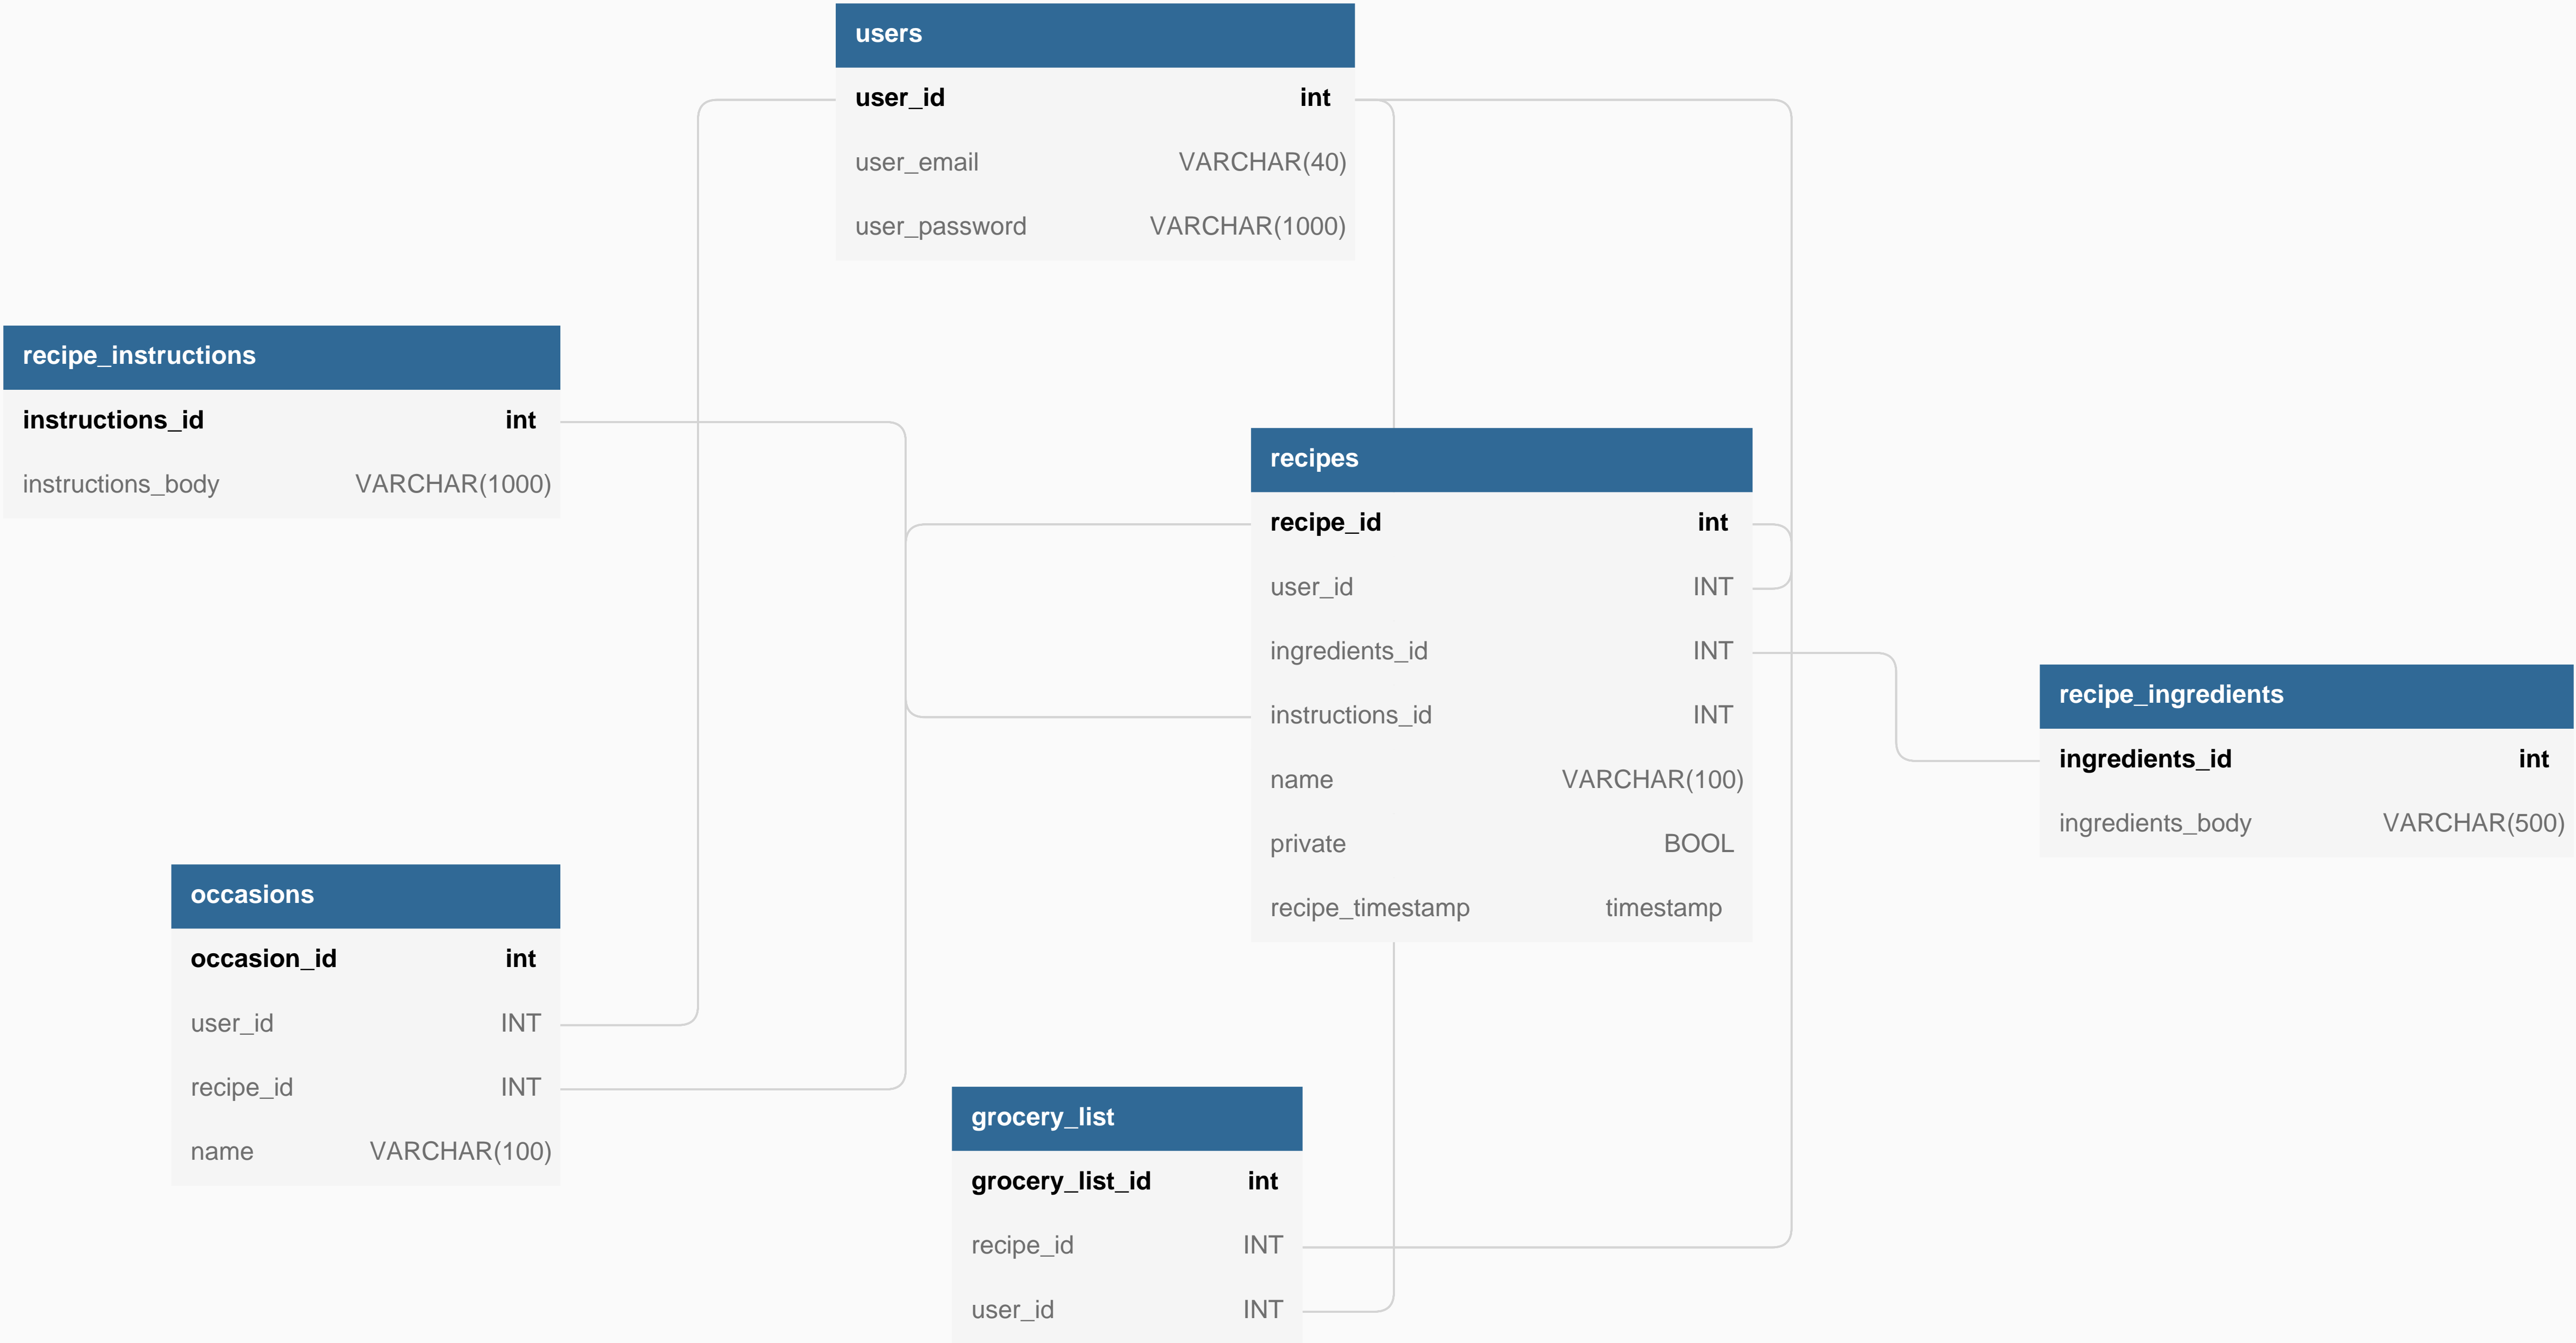 users
user_id int
user_email VARCHAR(40)
user_password VARCHAR(1000)
recipe_instructions
instructions_id int
instructions_body VARCHAR(1000)
recipes
recipe_id int
user_id INT
ingredients_id INT
instructions_id INT
name VARCHAR(100)
private BOOL
recipe_timestamp timestamp
recipe_ingredients
ingredients_id int
ingredients_body VARCHAR(500)
occasions
occasion_id int
user_id INT
recipe_id INT
name VARCHAR(100)
grocery_list
grocery_list_id int
recipe_id INT
user_id INT